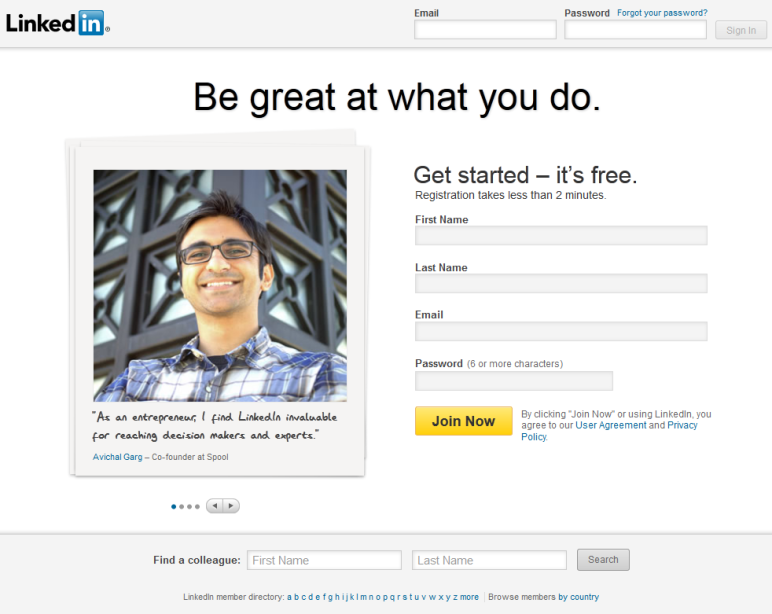 Linked in®
Email
Password Forgot your password?
Sign In
Be great at what you do.
Get started – it's free.
Registration takes less than 2 minutes.
First Name
Last Name
Email
Password (6 or more characters)
Join Now
By clicking "Join Now" or using LinkedIn, you
agree to our User Agreement and Privacy
Policy.
"As an entrepreneur, I find LinkedIn invaluable
for reaching decision makers and experts."
Avichal Garg – Co-founder at Spool
Find a colleague: First Name Last Name Search
LinkedIn member directory: a b c d e f g h i j k l m n o p q r s t u v w x y z more | Browse members by country